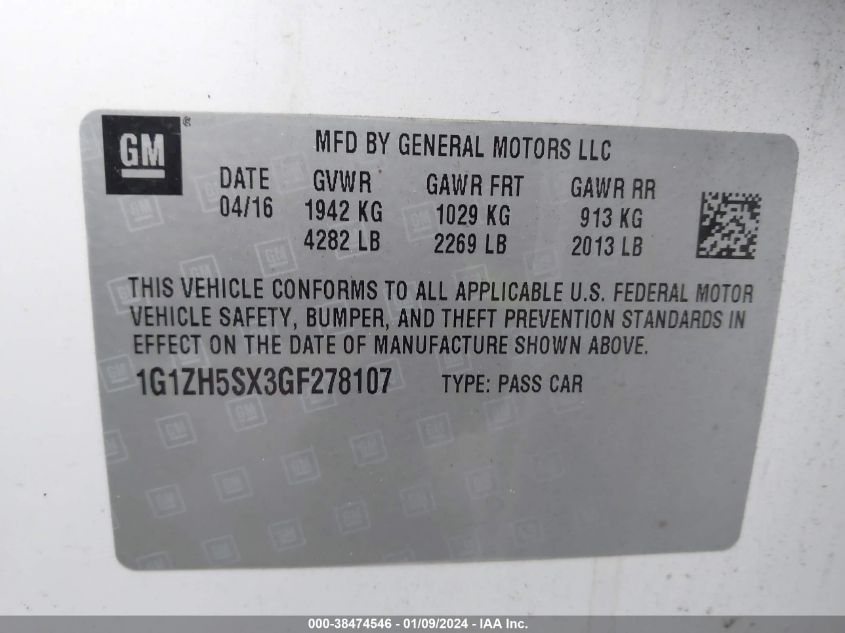 GM ®
MFD BY GENERAL MOTORS LLC
DATE GVWR GAWR FRT GAWR RR
04/16 1942 KG 1029 KG 913 KG
4282 LB 2269 LB 2013 LB
THIS VEHICLE CONFORMS TO ALL APPLICABLE U.S. FEDERAL MOTOR
VEHICLE SAFETY, BUMPER, AND THEFT PREVENTION STANDARDS IN
EFFECT ON THE DATE OF MANUFACTURE SHOWN ABOVE.
1G1ZH5SX3GF278107 TYPE: PASS CAR
000-38474546 - 01/09/2024 - IAA Inc.